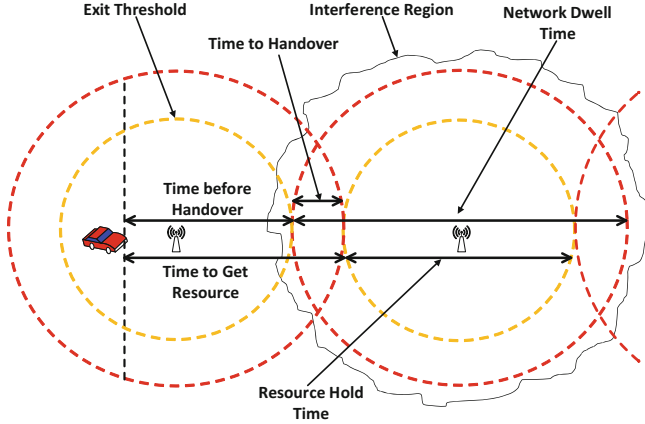 Exit Threshold
Interference Region
Network Dwell
Time
Time to Handover
Time before
Handover
Time to Get
Resource
Resource Hold
Time